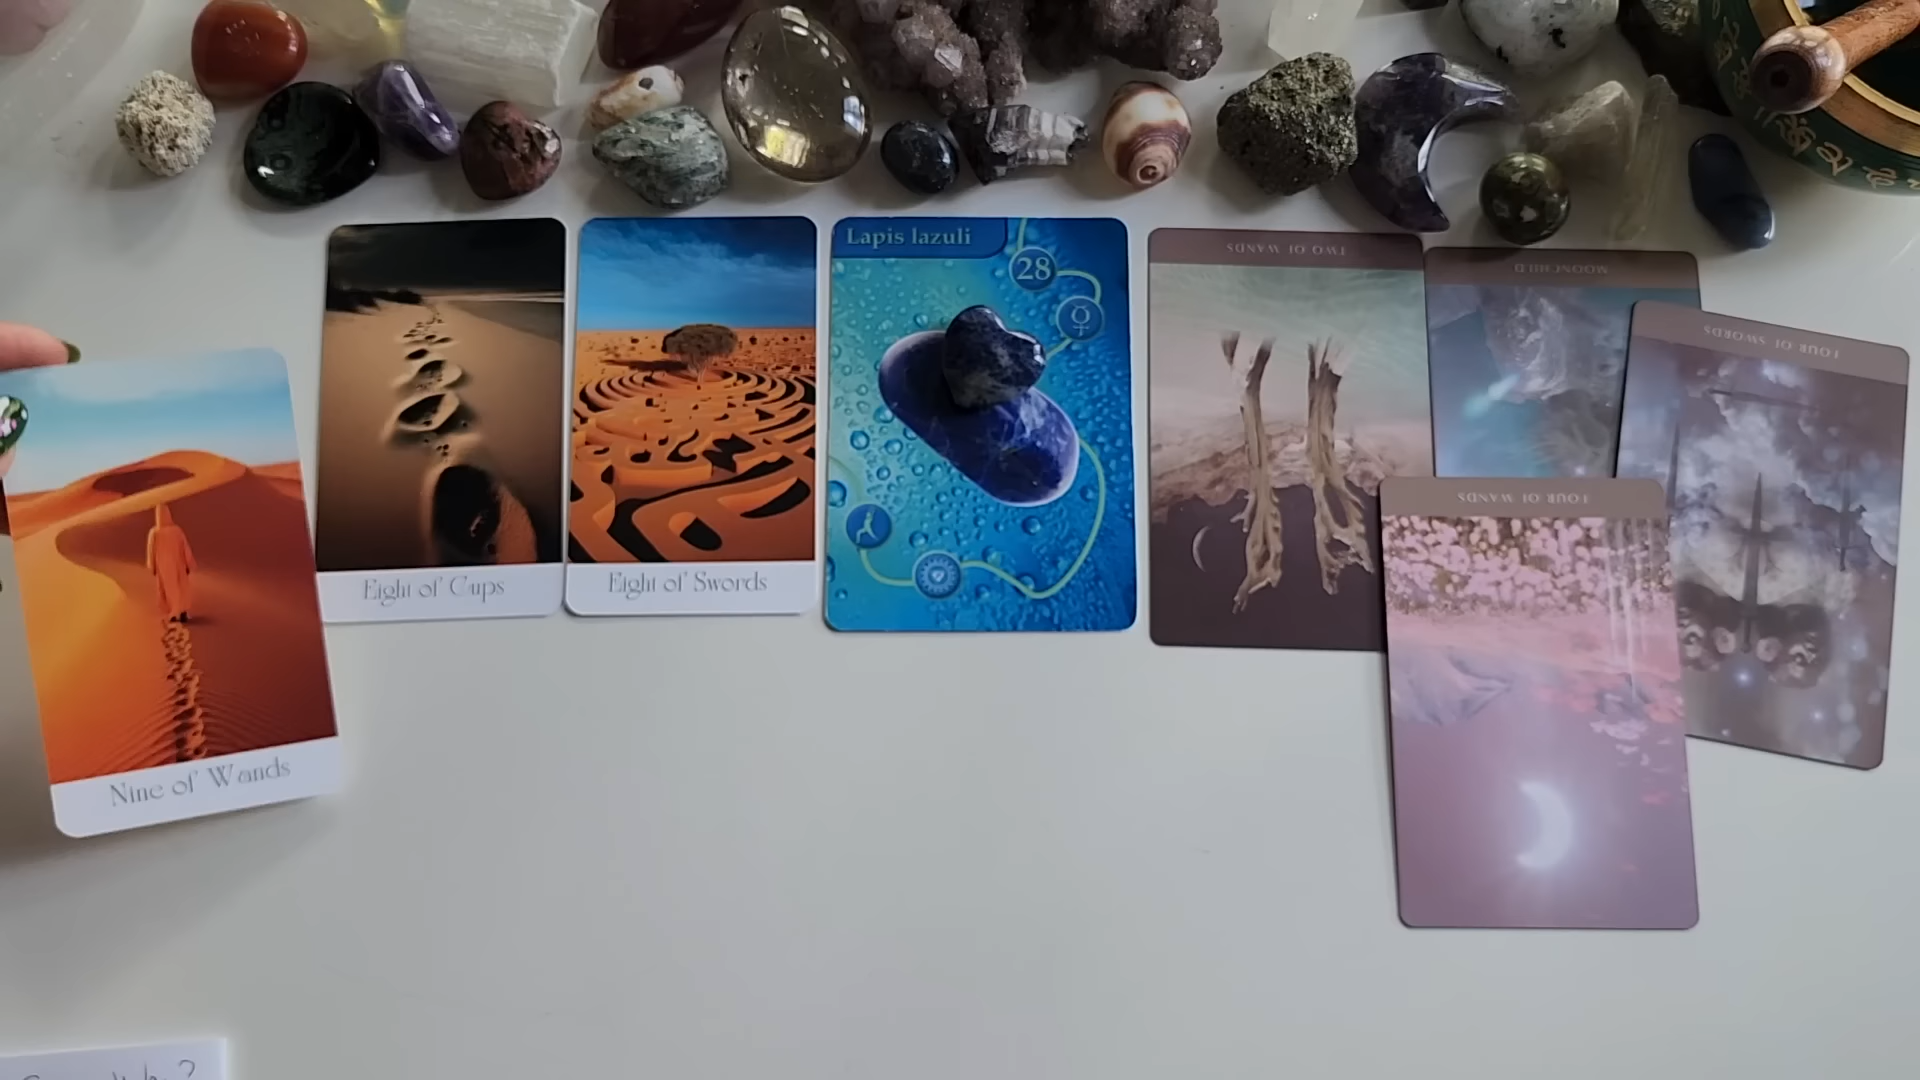 Lapis lazuli
28
TWO OF WANDS
MOONCHILD
FOUR OF SWORDS
FOUR OF WANDS
Eight of Cups
Eight of Swords
Nine of Wands